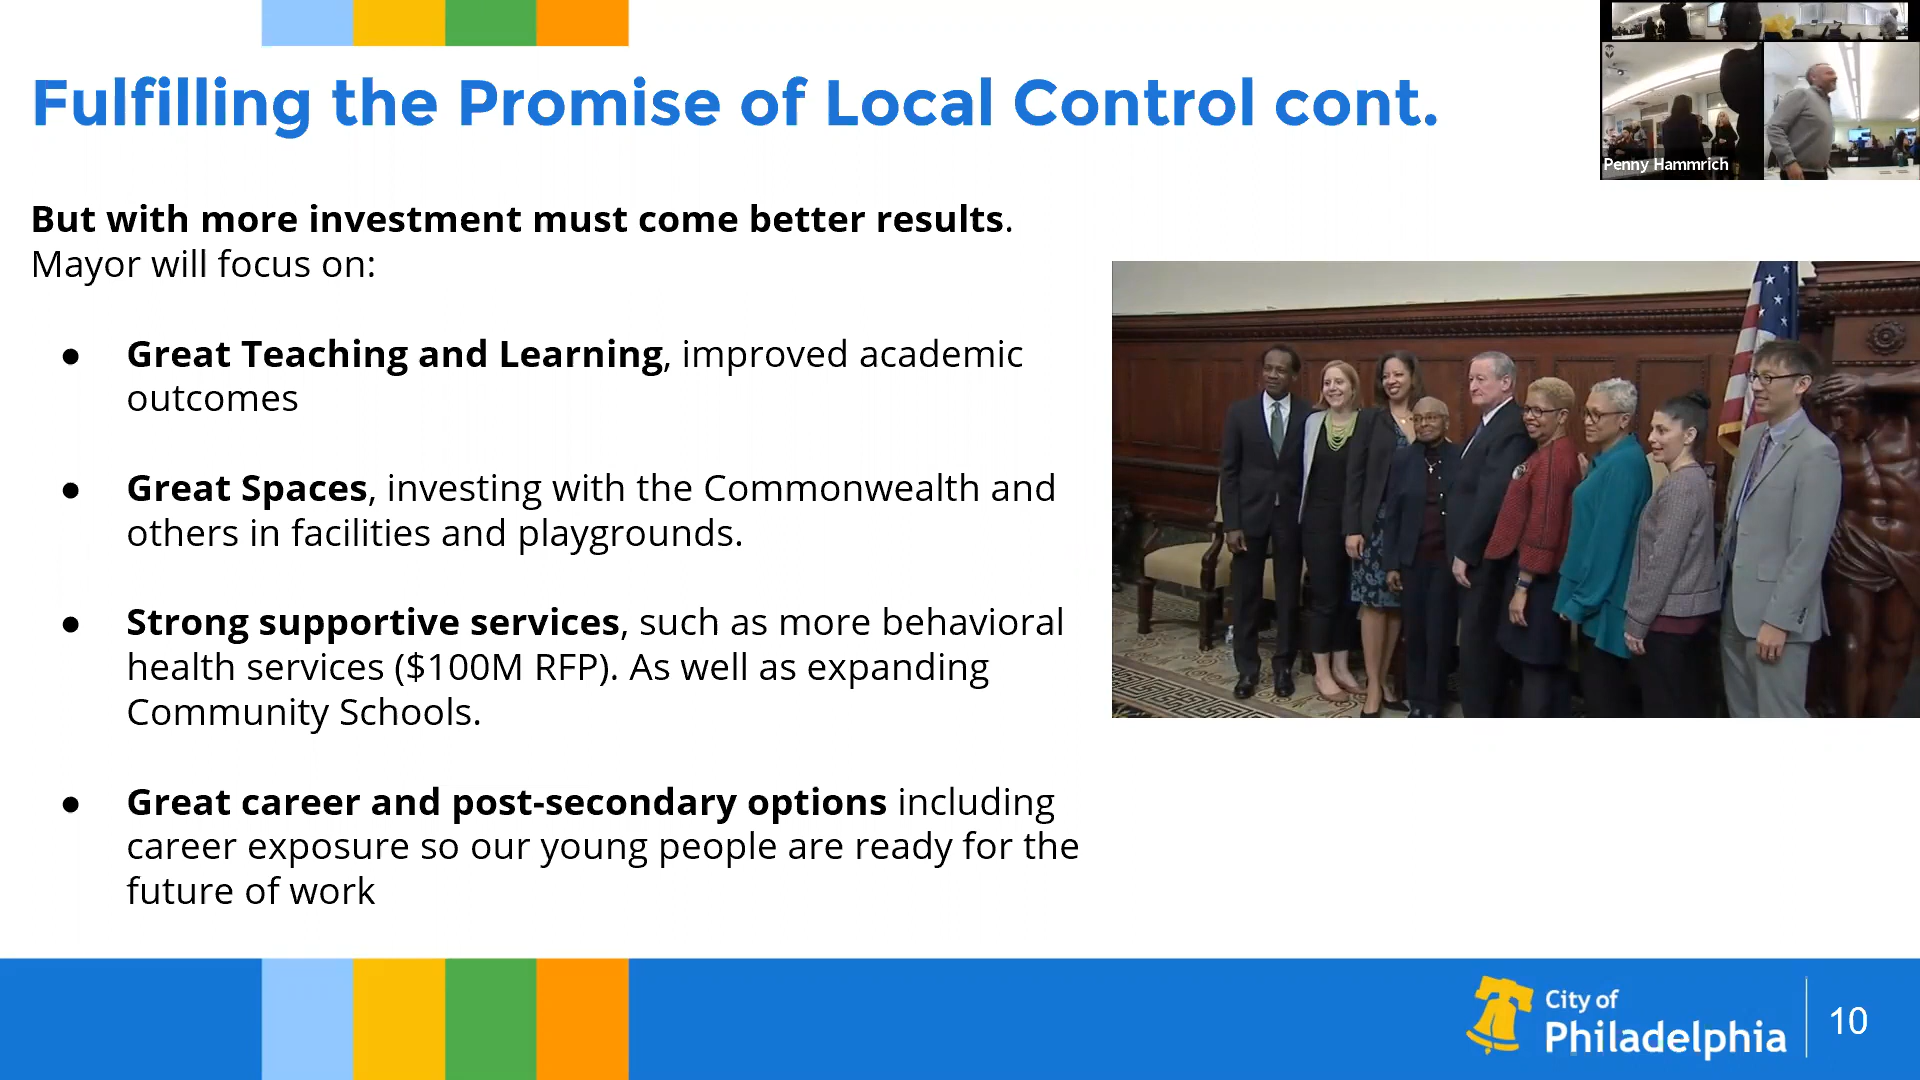 Fulfilling the Promise of Local Control cont.
Penny Hammrich
But with more investment must come better results.
Mayor will focus on:
● Great Teaching and Learning, improved academic
outcomes
● Great Spaces, investing with the Commonwealth and
others in facilities and playgrounds.
● Strong supportive services, such as more behavioral
health services ($100M RFP). As well as expanding
Community Schools.
● Great career and post-secondary options including
career exposure so our young people are ready for the
future of work
City of
Philadelphia
10